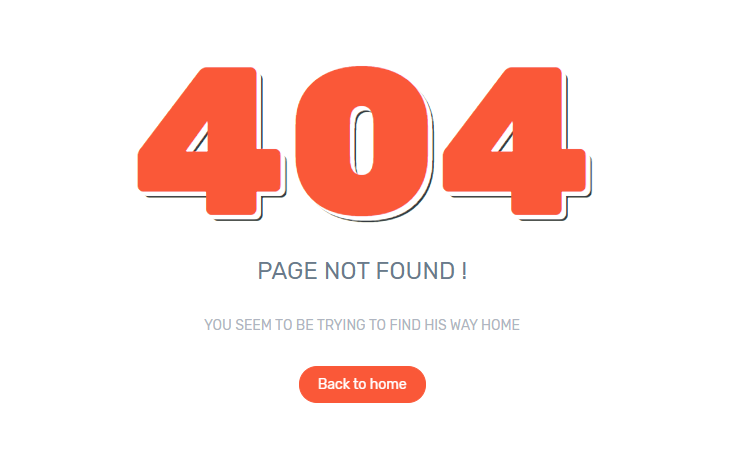 404
PAGE NOT FOUND !
YOU SEEM TO BE TRYING TO FIND HIS WAY HOME
Back to home